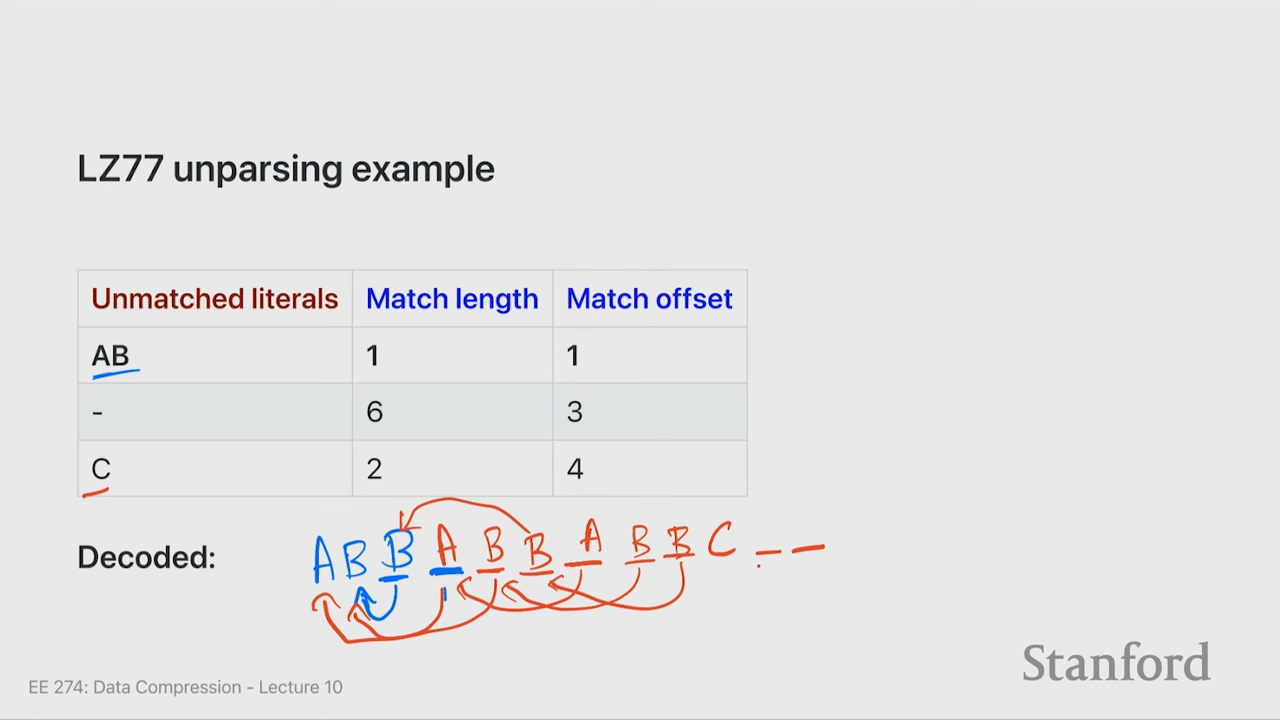 LZ77 unparsing example
Unmatched literals Match length Match offset
AB 1 1
- 6 3
C 2 4
Decoded: A B B A B B A B B C _ _
Stanford
EE 274: Data Compression - Lecture 10